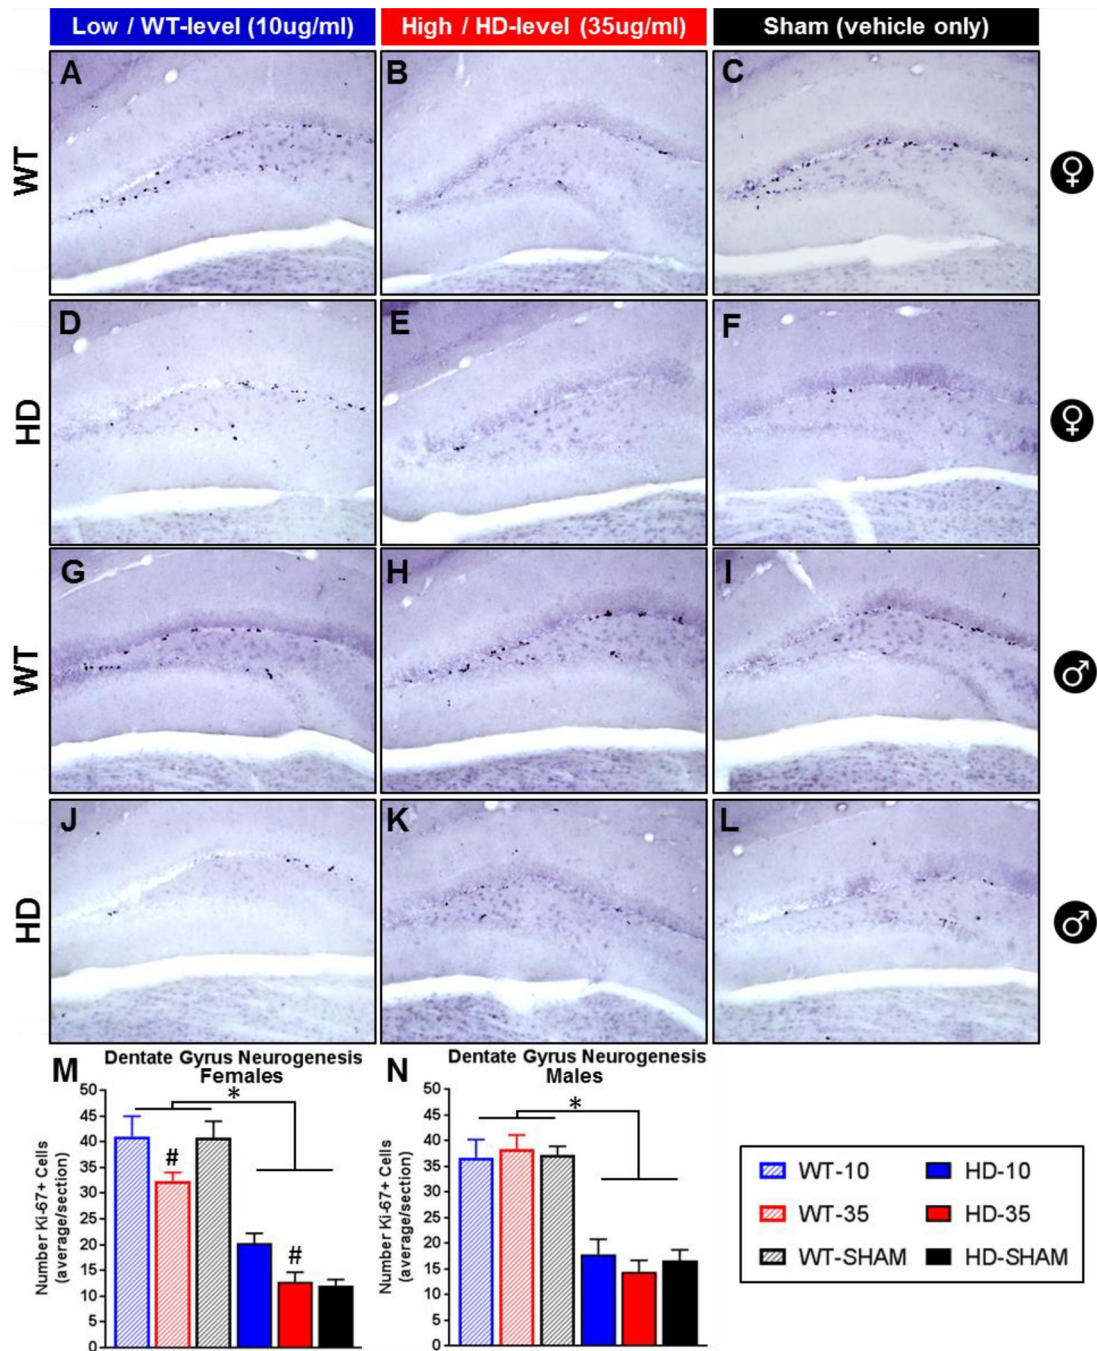 Low / WT-level (10ug/ml) High / HD-level (35ug/ml) Sham (vehicle only)
WT A B C ♀
HD D E F ♀
WT G H I ♂
HD J K L ♂
M Dentate Gyrus Neurogenesis
Females
Number Ki-67+ Cells
(average/section)
50
45
40
35
30
25
20
15
10
5
0
*
#
#
N Dentate Gyrus Neurogenesis
Males
Number Ki-67+ Cells
(average/section)
50
45
40
35
30
25
20
15
10
5
0
*
WT-10 HD-10
WT-35 HD-35
WT-SHAM HD-SHAM